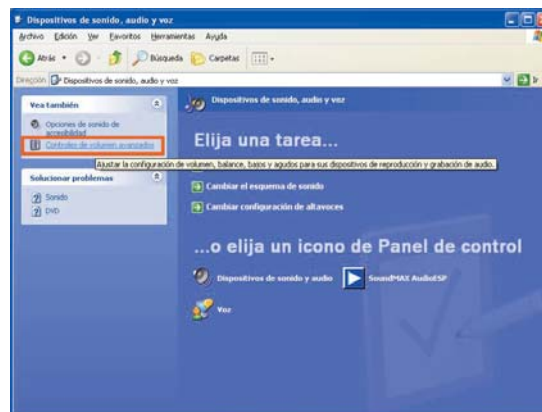 Dispositivos de sonido, audio y voz
Archivo Edición Ver Favoritos Herramientas Ayuda
Atrás Búsqueda Carpetas
Dirección Dispositivos de sonido, audio y voz Ir
Vea también
Opciones de sonido de
accesibilidad
Controles de volumen avanzados
Solucionar problemas
Sonido
DVD
Dispositivos de sonido, audio y voz
Elija una tarea...
Ajustar la configuración de volumen, balance, bajos y agudos para sus dispositivos de reproducción y grabación de audio.
Cambiar el esquema de sonido
Cambiar configuración de altavoces
...o elija un icono de Panel de control
Dispositivos de sonido y audio
SoundMAX AudioESP
Voz